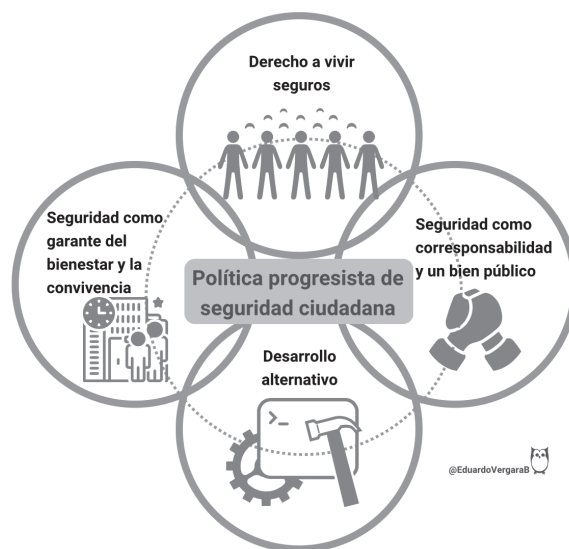 Derecho a vivir
seguros
Seguridad como
garante del
bienestar y la
convivencia
Seguridad como
corresponsabilidad
y un bien público
Política progresista de
seguridad ciudadana
Desarrollo
alternativo
>_
@EduardoVergaraB